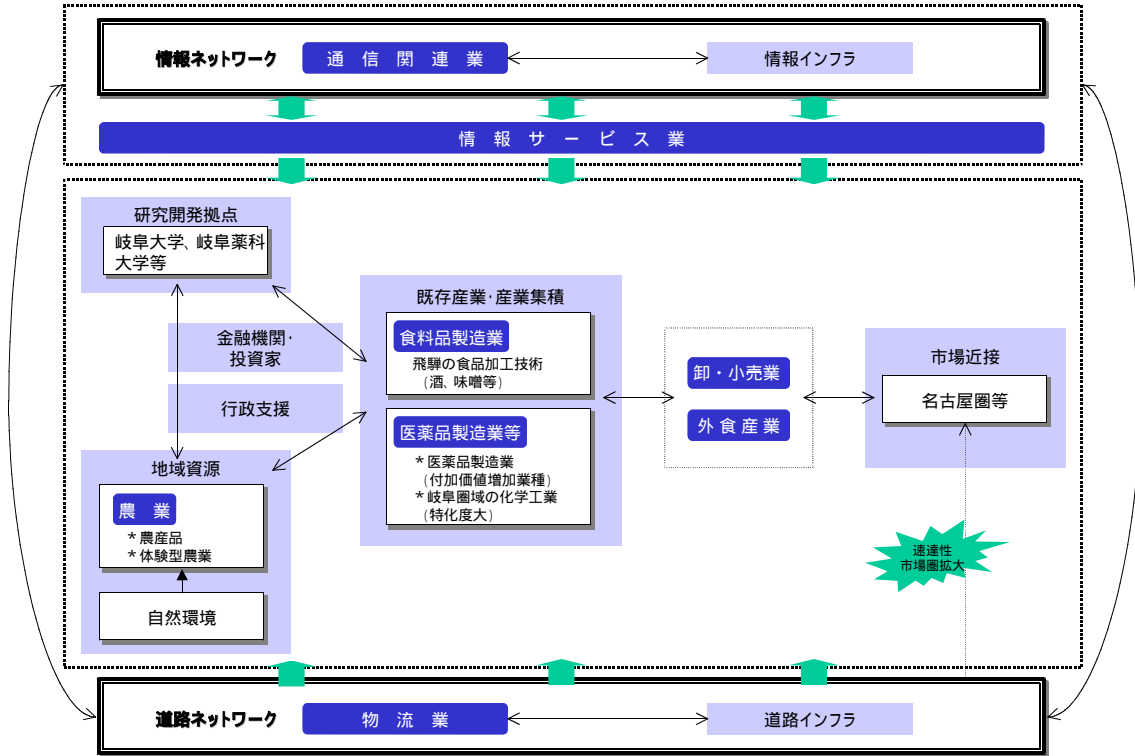 情報ネットワーク
通信関連業
情報インフラ
情報サービス業
研究開発拠点
岐阜大学、岐阜薬科
大学等
金融機関・
投資家
行政支援
地域資源
農業
*農産品
*体験型農業
自然環境
既存産業・産業集積
食料品製造業
飛騨の食品加工技術
(酒、味噌等)
医薬品製造業等
*医薬品製造業
(付加価値増加業種)
*岐阜圏域の化学工業
(特化度大)
卸・小売業
外食産業
市場近接
名古屋圏等
速達性
市場圏拡大
道路ネットワーク
物流業
道路インフラ